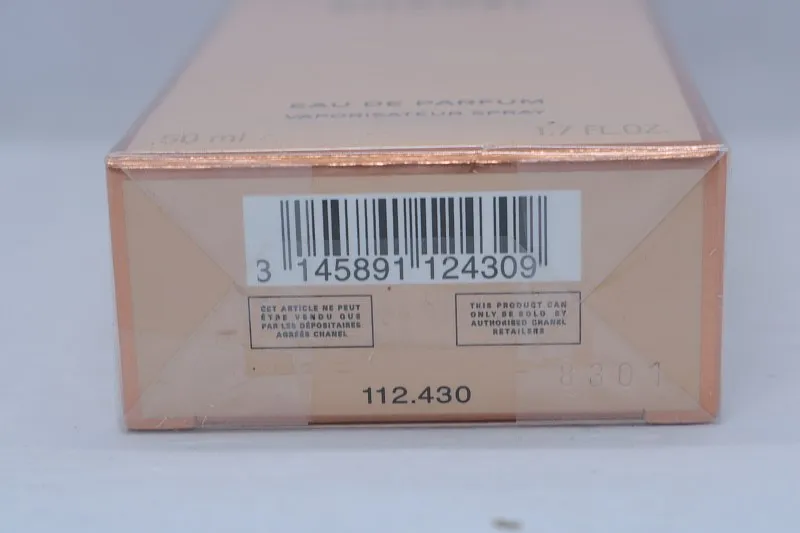 EAU DE PARFUM
VAPORISATEUR SPRAY
50 ml
1.7 FL.OZ.
3 145891 124309
CET ARTICLE NE PEUT
ÊTRE VENDU QUE
PAR LES DÉPOSITAIRES
AGRÉÉS CHANEL
THIS PRODUCT CAN
ONLY BE SOLD BY
AUTHORISED CHANEL
RETAILERS
8301
112.430